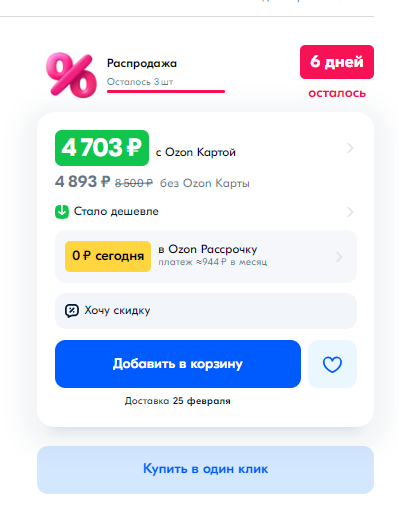 Распродажа
Осталось 3 шт
6 дней
осталось
4 703 ₽ с Ozon Картой
4 893 ₽ 8 500 ₽ без Ozon Карты
Стало дешевле
0 ₽ сегодня
в Ozon Рассрочку
платеж ≈944 ₽ в месяц
Хочу скидку
Добавить в корзину
Доставка 25 февраля
Купить в один клик